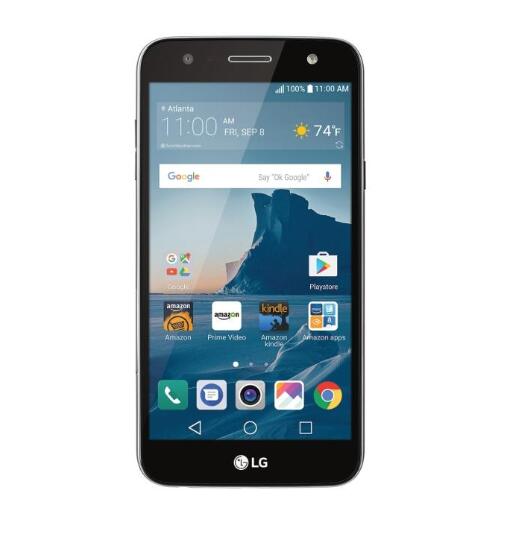 100% 11:00 AM
Atlanta
11:00 AM
FRI, SEP 8
74°F
Google
Say "Ok Google"
Google
Playstore
amazon
amazon
kindle
Amazon
Prime Video
Amazon kindle
Amazon apps
LG